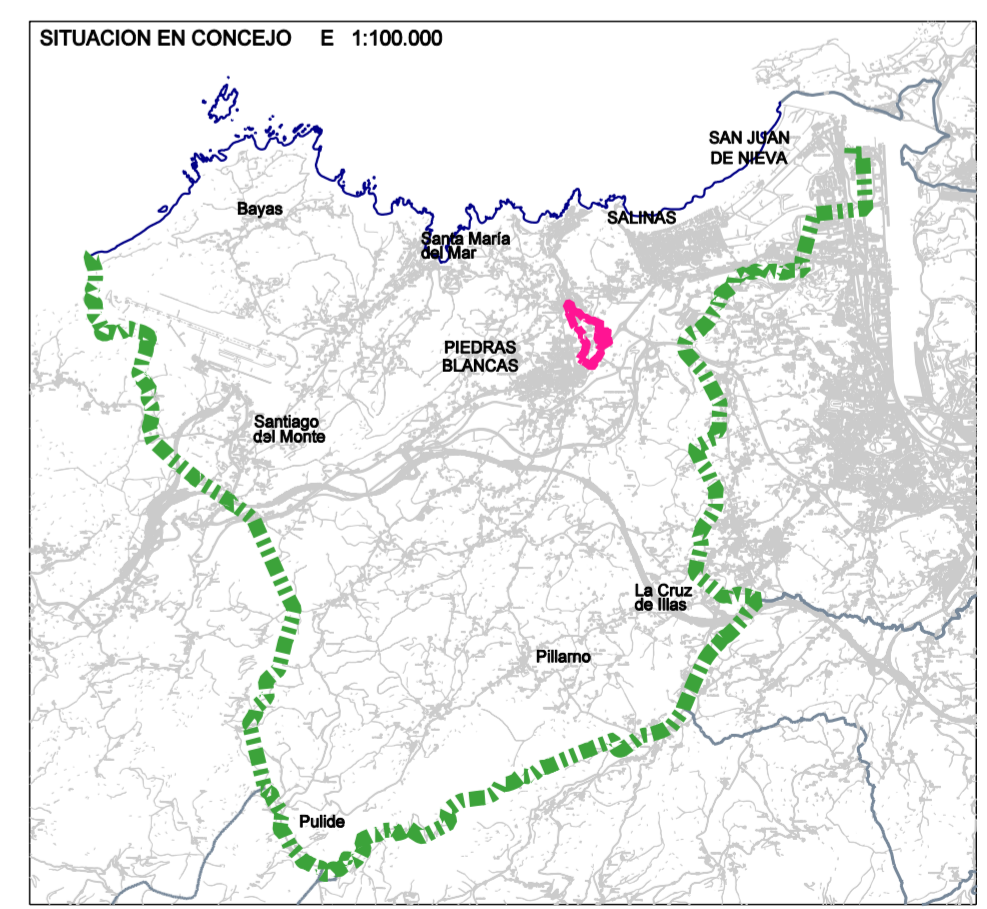 SITUACION EN CONCEJO E 1:100.000
SAN JUAN
DE NIEVA
Bayas
SALINAS
Santa María
del Mar
PIEDRAS
BLANCAS
Santiago
del Monte
La Cruz
de Illas
Pillarno
Pulide